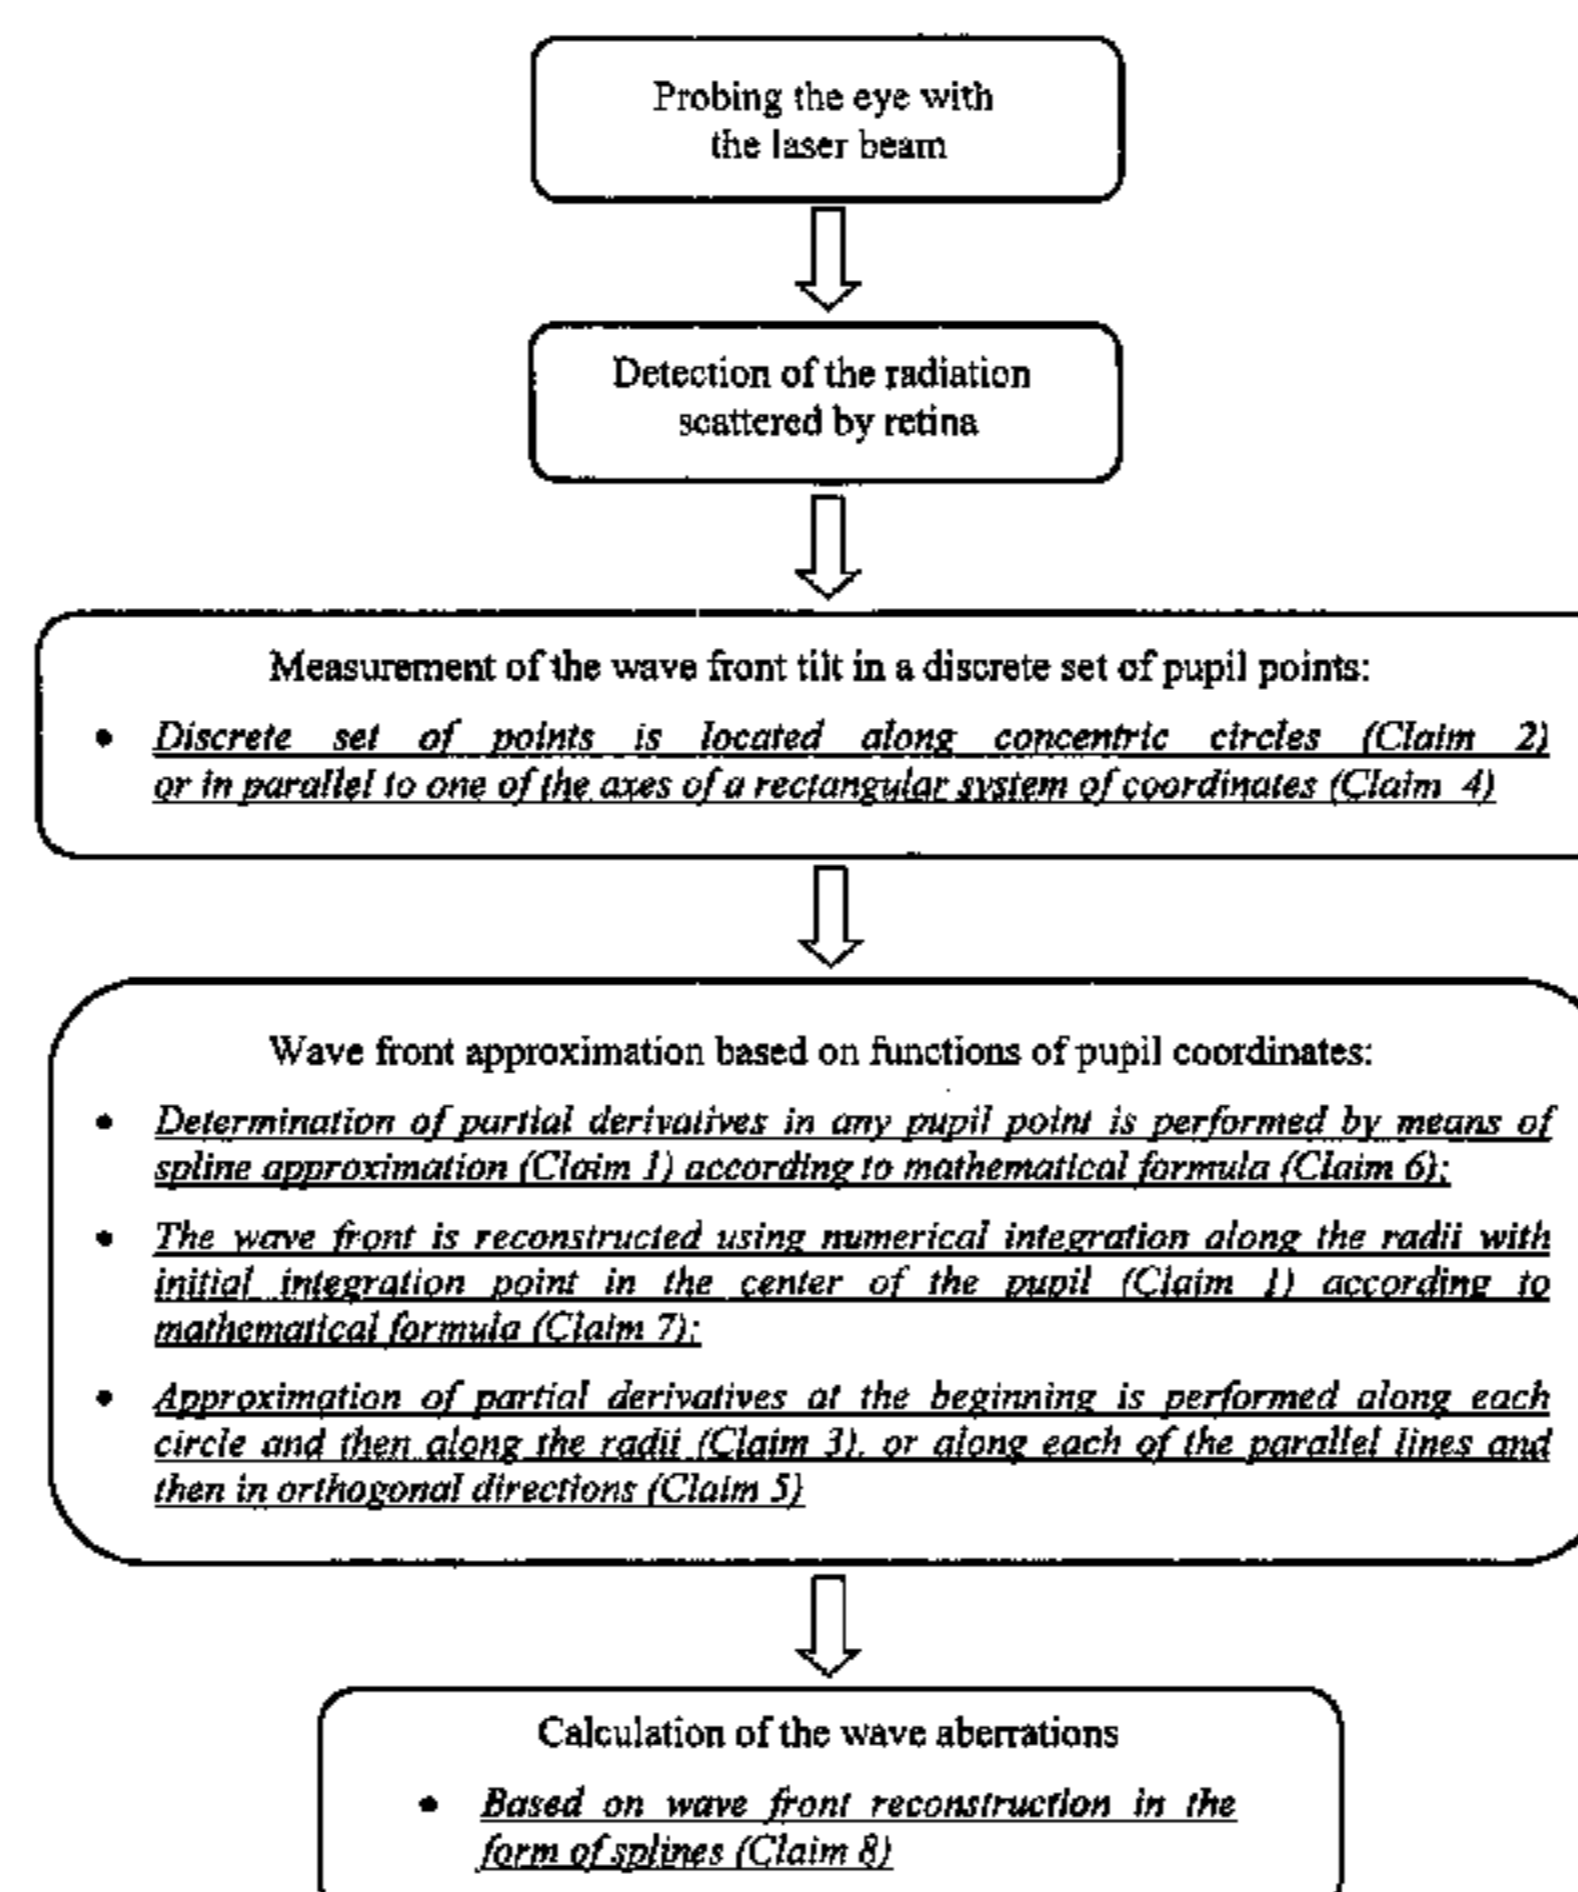 Probing the eye with
the laser beam
Detection of the radiation
scattered by retina
Measurement of the wave front tilt in a discrete set of pupil points:
• Discrete set of points is located along concentric circles (Claim 2)
or in parallel to one of the axes of a rectangular system of coordinates (Claim 4)
Wave front approximation based on functions of pupil coordinates:
• Determination of partial derivatives in any pupil point is performed by means of
spline approximation (Claim 1) according to mathematical formula (Claim 6);
• The wave front is reconstructed using numerical integration along the radii with
initial integration point in the center of the pupil (Claim 1) according to
mathematical formula (Claim 7);
• Approximation of partial derivatives at the beginning is performed along each
circle and then along the radii (Claim 3), or along each of the parallel lines and
then in orthogonal directions (Claim 5)
Calculation of the wave aberrations
• Based on wave front reconstruction in the
form of splines (Claim 8)